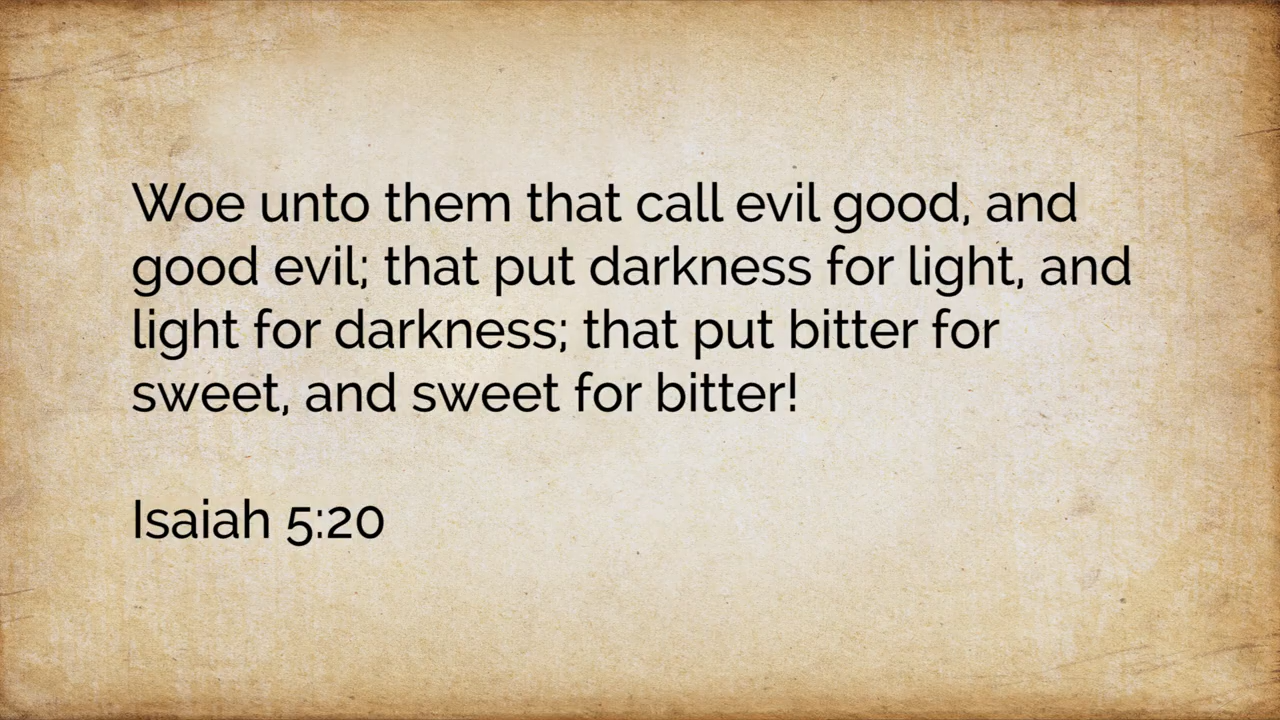 Woe unto them that call evil good, and
good evil; that put darkness for light, and
light for darkness; that put bitter for
sweet, and sweet for bitter!
Isaiah 5:20